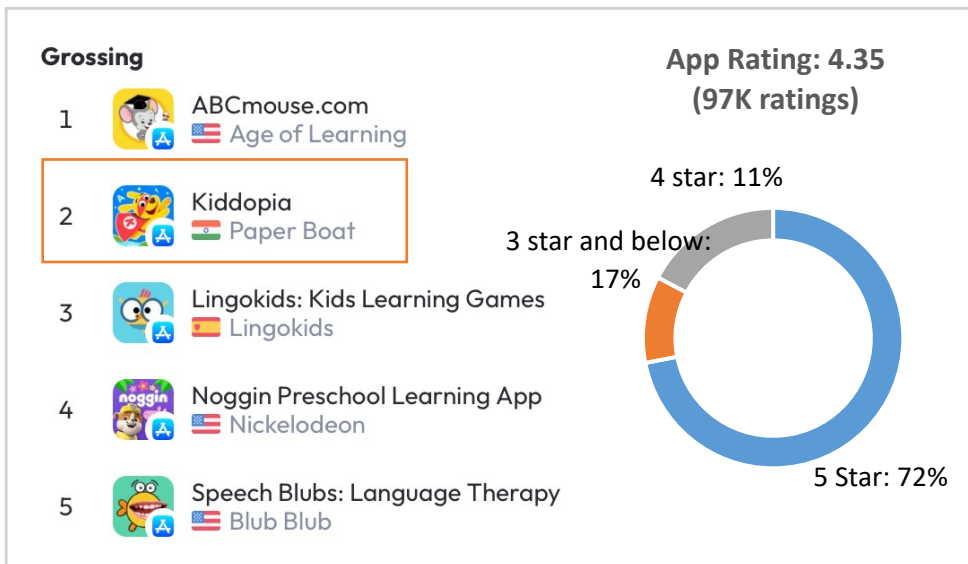 Grossing
1
ABCmouse.com
Age of Learning
2
Kiddopia
Paper Boat
3
Lingokids: Kids Learning Games
Lingokids
4
noggin
Noggin Preschool Learning App
Nickelodeon
5
Speech Blubs: Language Therapy
Blub Blub
App Rating: 4.35
(97K ratings)
4 star: 11%
3 star and below:
17%
5 Star: 72%